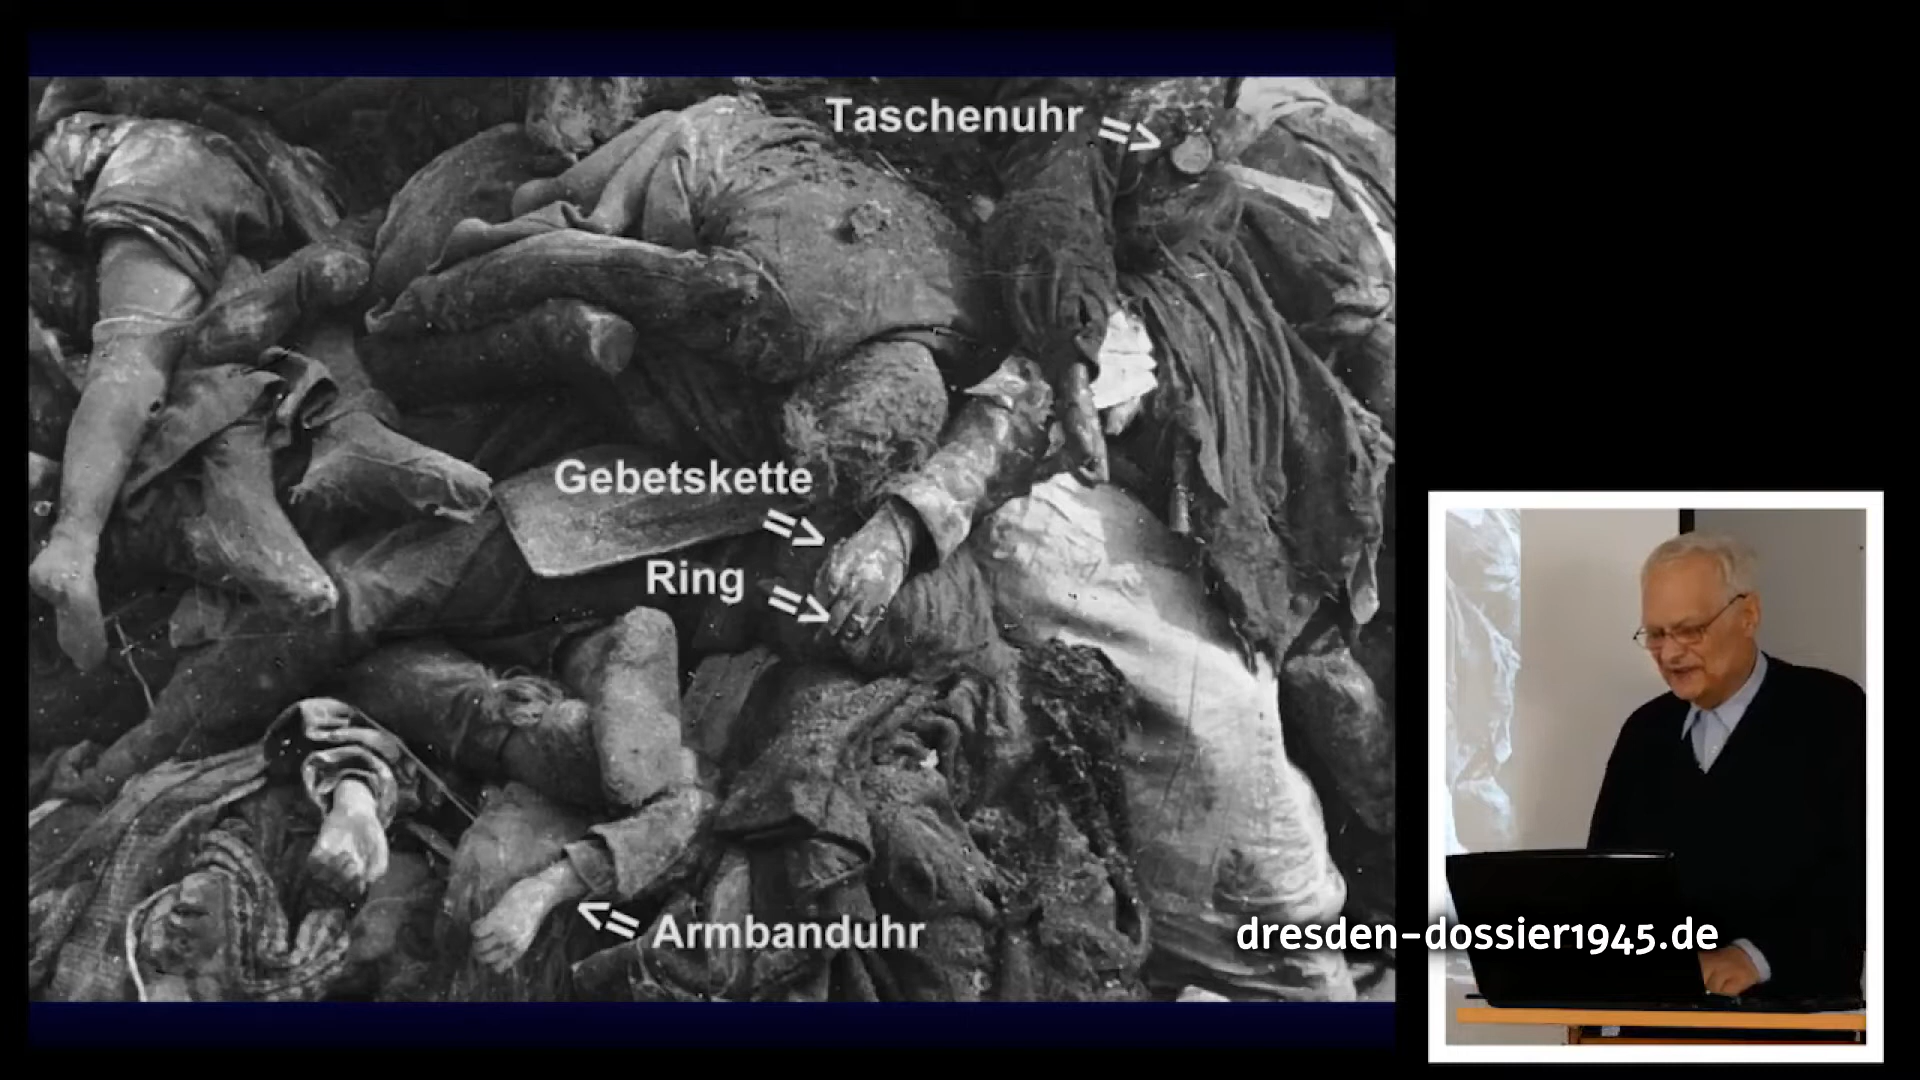 Taschenuhr
Gebetskette
Ring
Armbanduhr
dresden-dossier1945.de